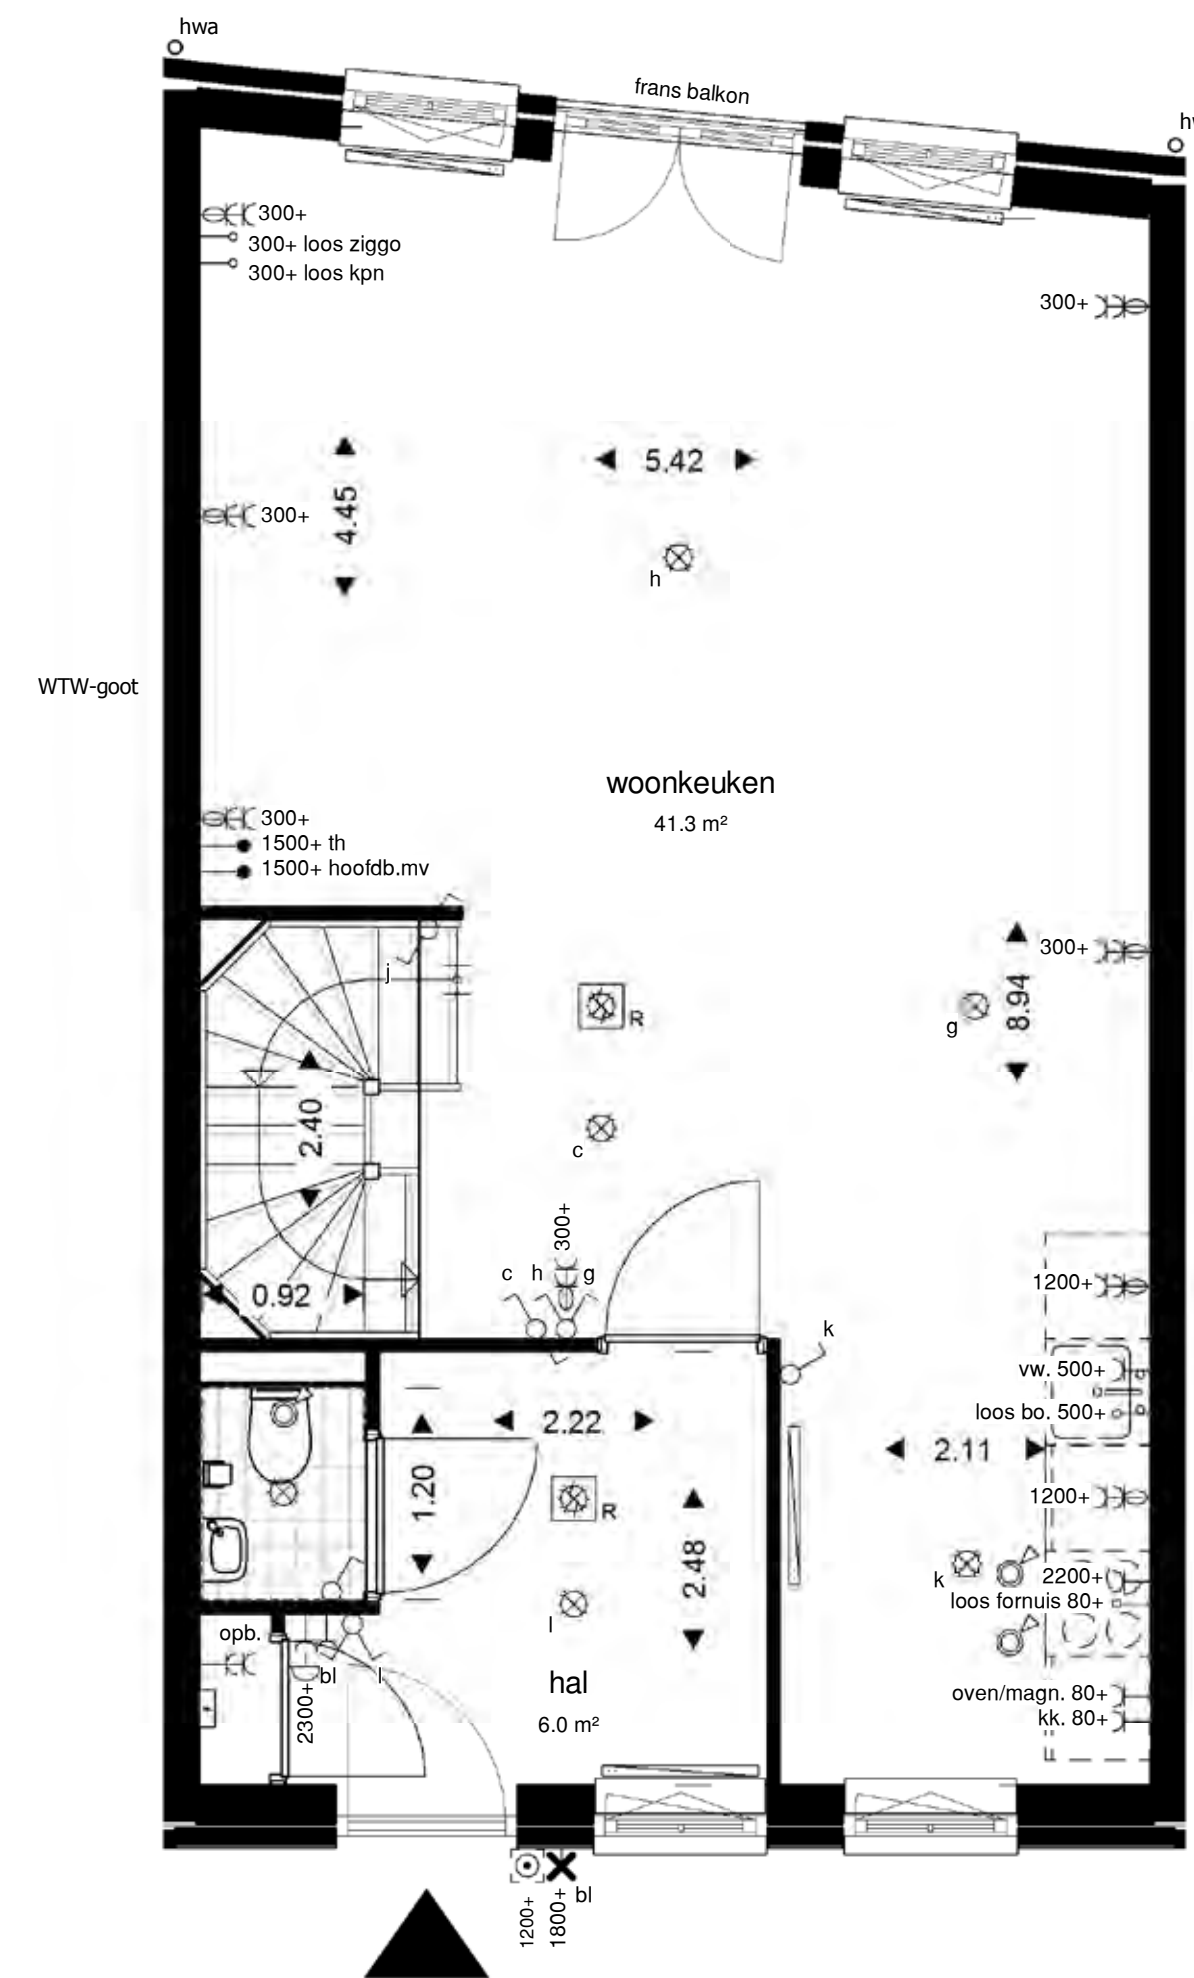 hwa
frans balkon
hw
300+
300+ loos ziggo
300+ loos kpn
300+
5.42
4.45
300+
h
WTW-goot
woonkeuken
41.3 m²
300+
1500+ th
1500+ hoofdb.mv
j
300+
R
8.94
g
2.40
c
300+
c h g
0.92
1200+
k
vw. 500+
loos bo. 500+
2.22
2.11
1.20
1200+
R
2.48
k
2200+
loos fornuis 80+
l
opb.
bl
l
2300+
hal
6.0 m²
oven/magn. 80+
kk. 80+
bl
1200+
1800+